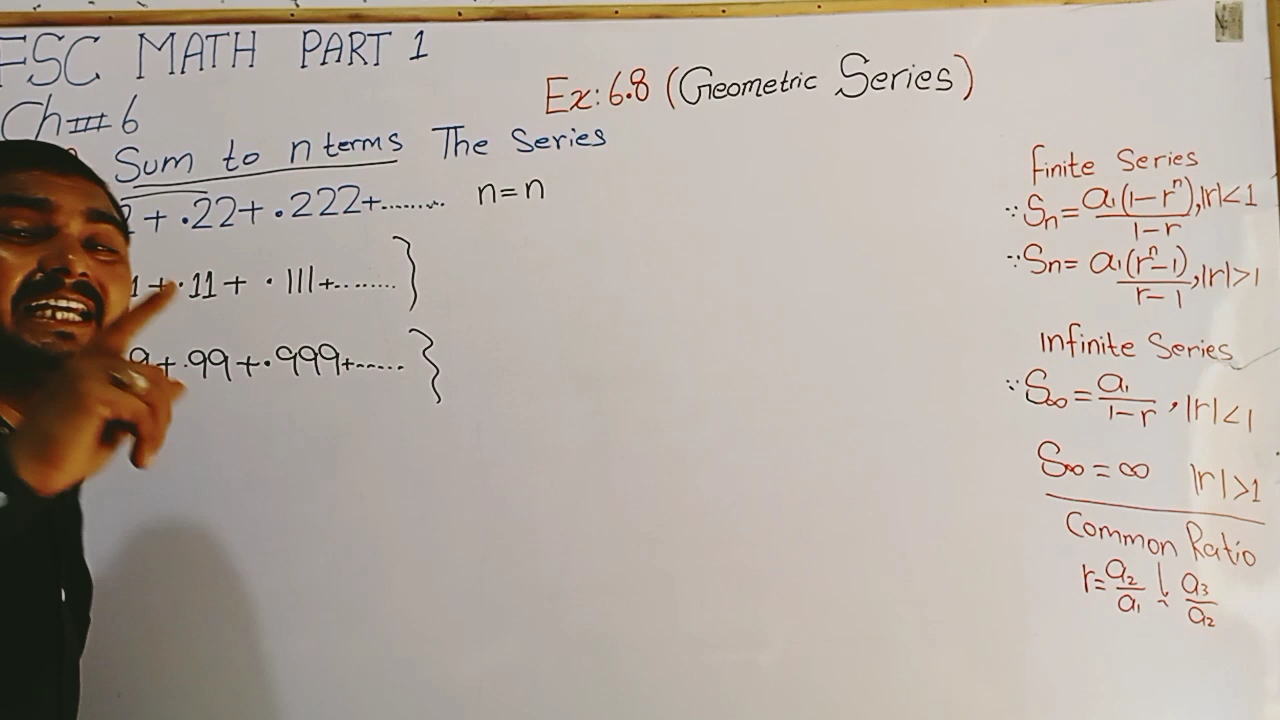 FSC MATH PART 1
Ch# 6
Ex: 6.8 (Geometric Series)
Sum to n terms The Series
2 + .22 + .222 + ........ n = n
1 + .11 + .111 + ........ }
9 + .99 + .999 + ...... }
finite Series
∵ Sn = a₁(1-rⁿ)/1-r, |r|<1
∵ Sn = a₁(rⁿ-1)/r-1, |r|>1
Infinite Series
∵ S∞ = a₁/1-r, |r|<1
S∞ = ∞ |r|>1
Common Ratio
r = a₂/a₁ ; a₃/a₂